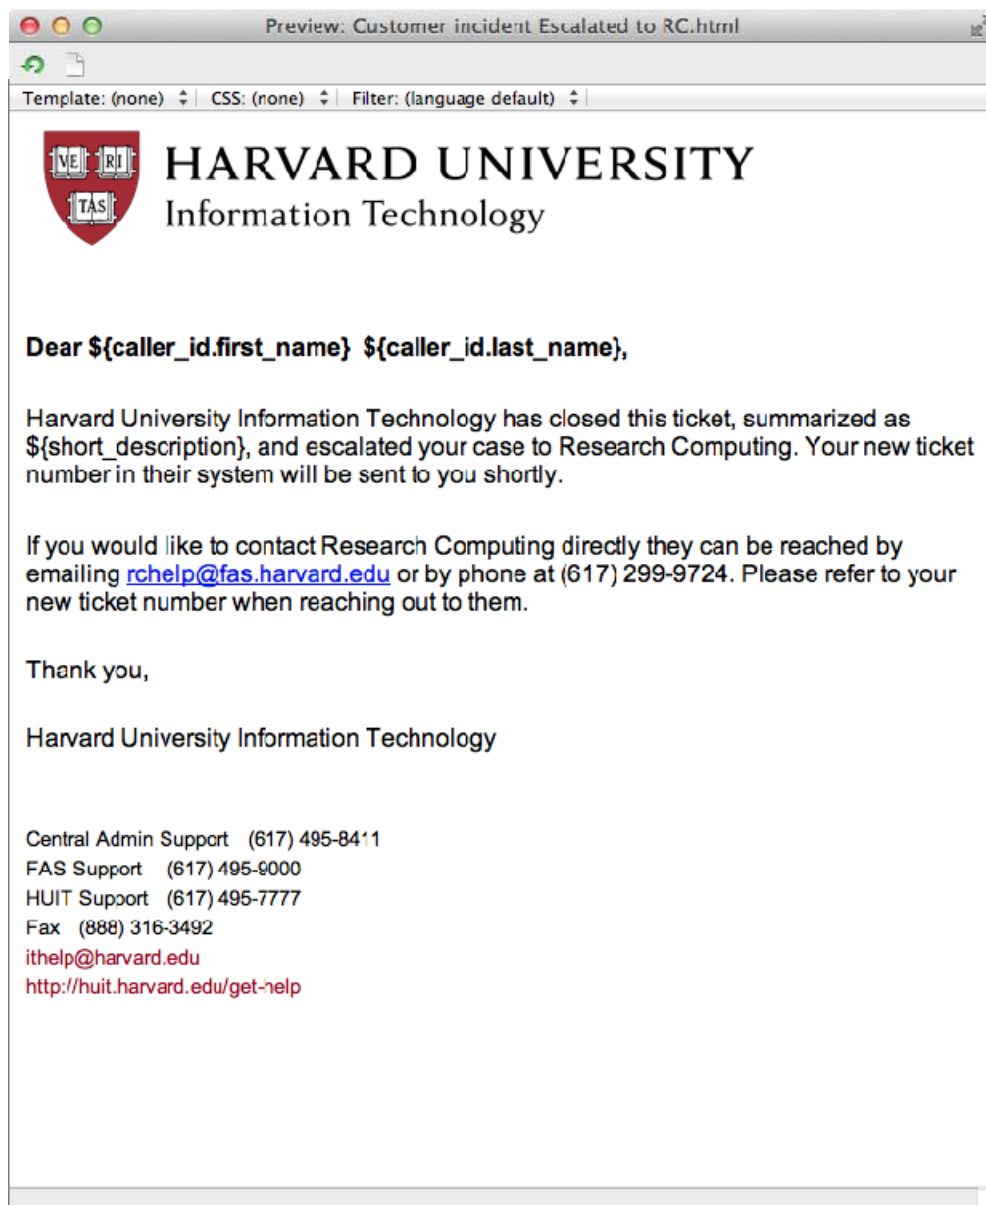 Preview: Customer incident Escalated to RC.html
Template: (none) CSS: (none) Filter: (language default)
VE RI
TAS
HARVARD UNIVERSITY
Information Technology
Dear ${caller_id.first_name}  ${caller_id.last_name},
Harvard University Information Technology has closed this ticket, summarized as
${short_description}, and escalated your case to Research Computing. Your new ticket
number in their system will be sent to you shortly.
If you would like to contact Research Computing directly they can be reached by
emailing rchelp@fas.harvard.edu or by phone at (617) 299-9724. Please refer to your
new ticket number when reaching out to them.
Thank you,
Harvard University Information Technology
Central Admin Support (617) 495-8411
FAS Support (617) 495-9000
HUIT Support (617) 495-7777
Fax (888) 316-3492
ithelp@harvard.edu
http://huit.harvard.edu/get-help